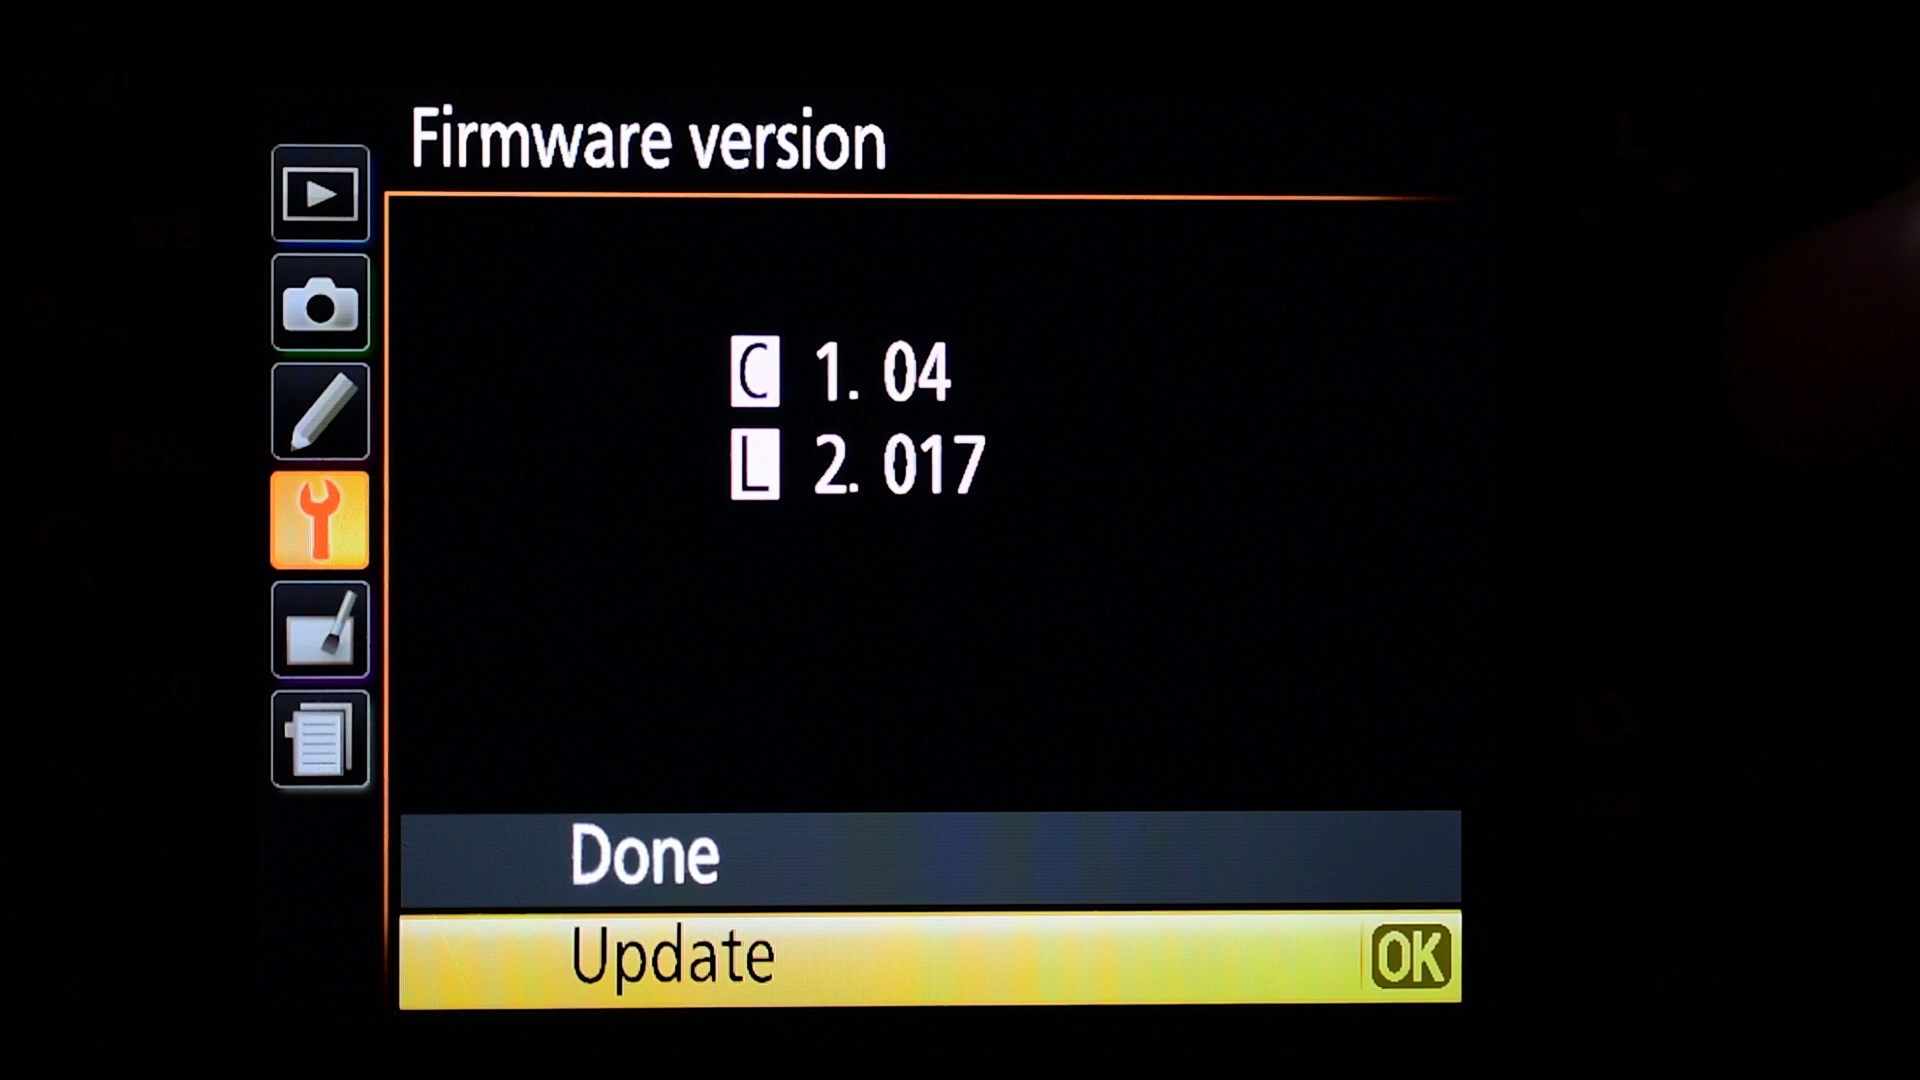 Firmware version
C 1. 04
L 2. 017
Done
Update OK